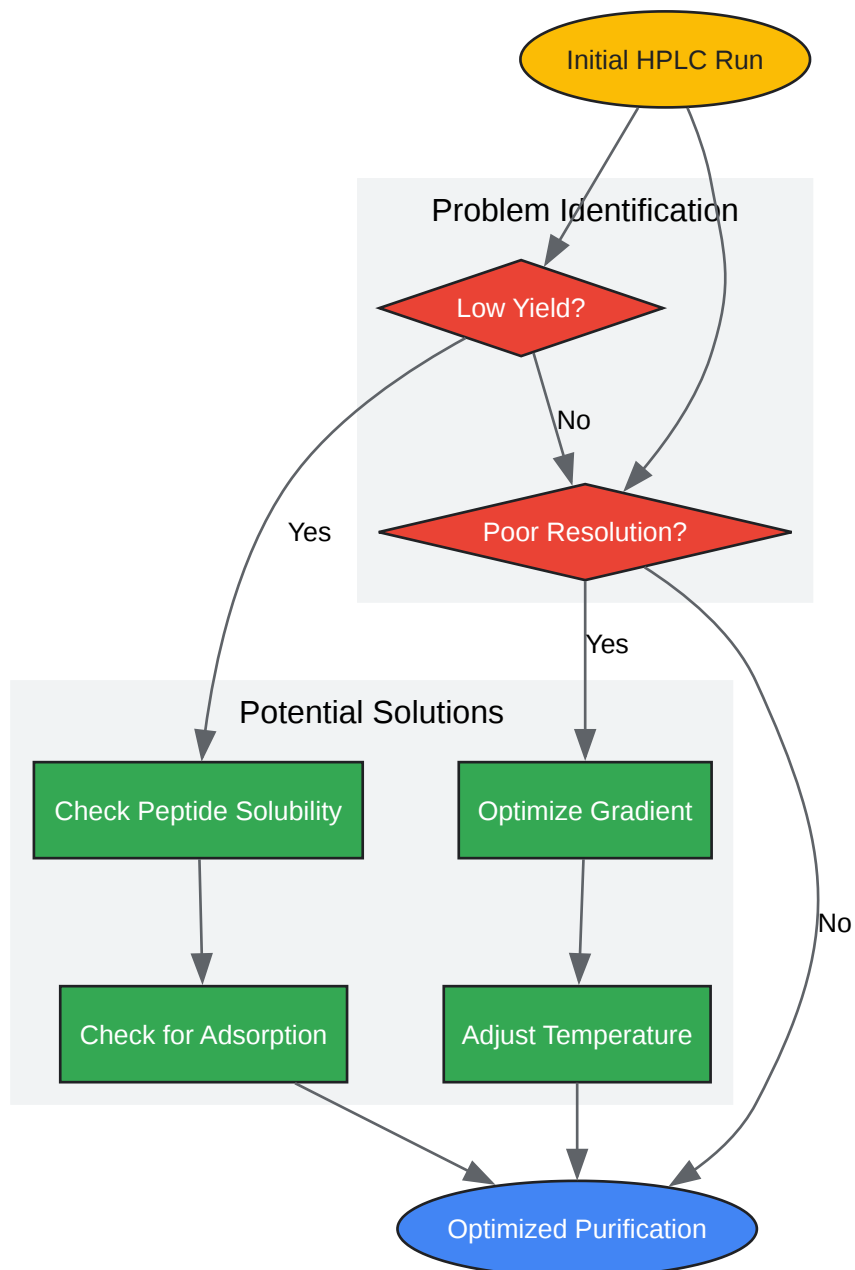 Initial HPLC Run
Problem Identification
Low Yield?
No
Poor Resolution?
Yes
Yes
Potential Solutions
Check Peptide Solubility
Optimize Gradient
No
Check for Adsorption
Adjust Temperature
Optimized Purification